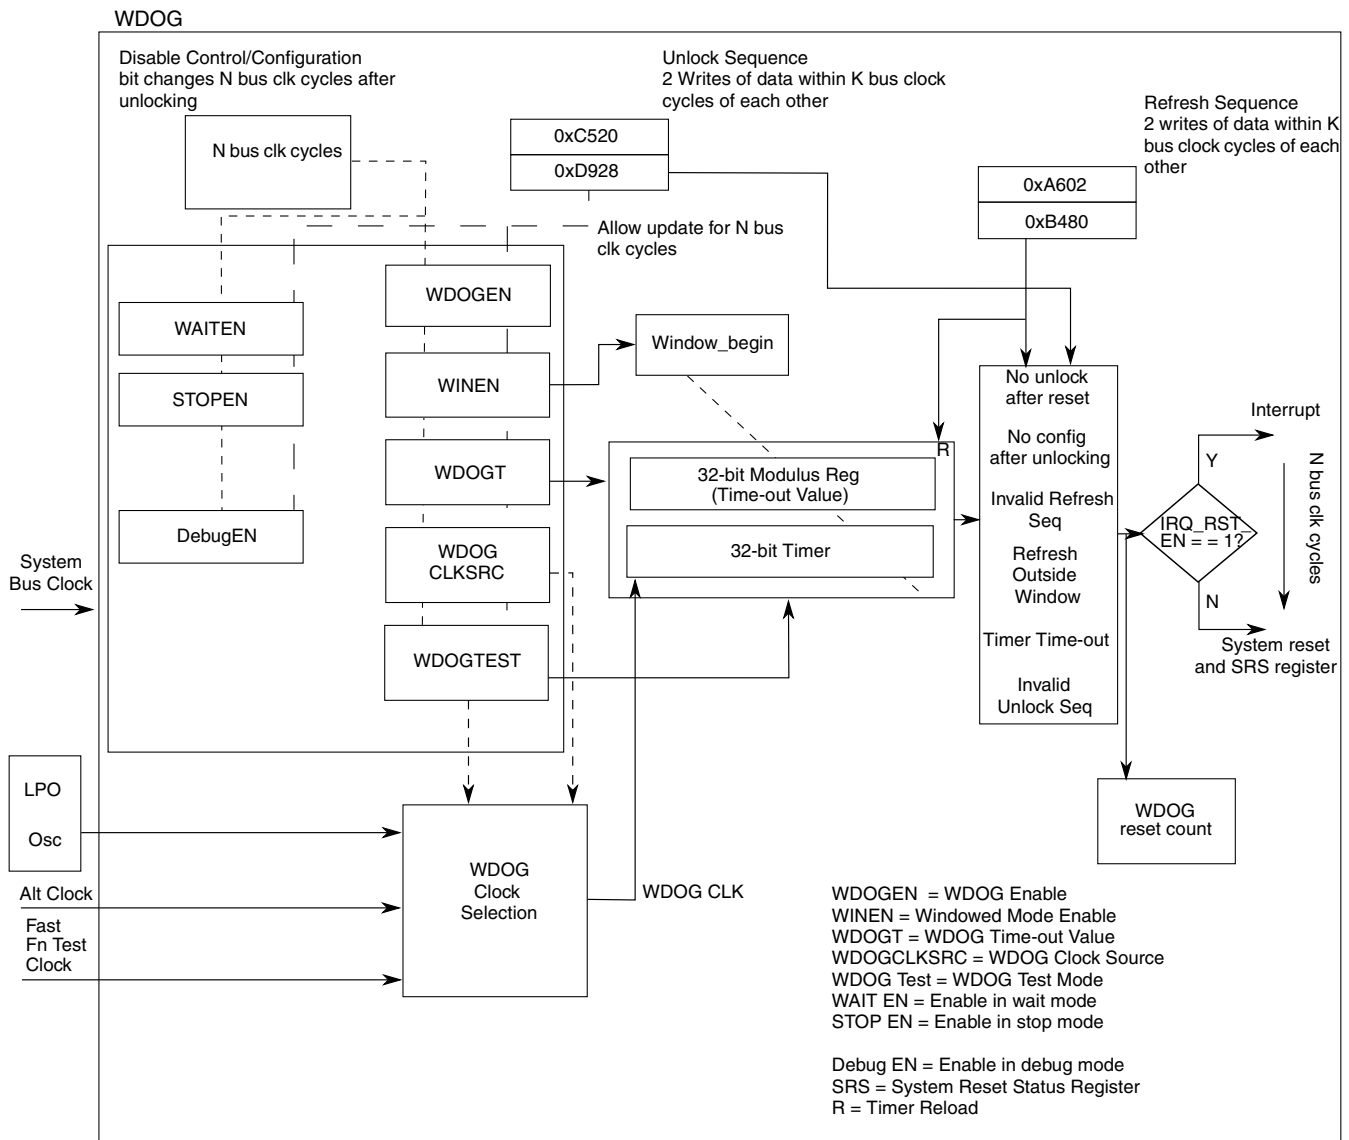 WDOG
Disable Control/Configuration
bit changes N bus clk cycles after
unlocking
Unlock Sequence
2 Writes of data within K bus clock
cycles of each other
Refresh Sequence
2 writes of data within K
bus clock cycles of each
other
N bus clk cycles
0xC520
0xD928
0xA602
0xB480
Allow update for N bus
clk cycles
WAITEN
STOPEN
DebugEN
WDOGEN
WINEN
WDOGT
WDOG
CLKSRC
WDOGTEST
Window_begin
R
32-bit Modulus Reg
(Time-out Value)
32-bit Timer
No unlock
after reset
No config
after unlocking
Invalid Refresh
Seq
Refresh
Outside
Window
Timer Time-out
Invalid
Unlock Seq
Interrupt
Y
IRQ_RST_
EN = = 1?
N
N bus clk cycles
System reset
and SRS register
System
Bus Clock
LPO
Osc
Alt Clock
Fast
Fn Test
Clock
WDOG
Clock
Selection
WDOG CLK
WDOG
reset count
WDOGEN = WDOG Enable
WINEN = Windowed Mode Enable
WDOGT = WDOG Time-out Value
WDOGCLKSRC = WDOG Clock Source
WDOG Test = WDOG Test Mode
WAIT EN = Enable in wait mode
STOP EN = Enable in stop mode
Debug EN = Enable in debug mode
SRS = System Reset Status Register
R = Timer Reload